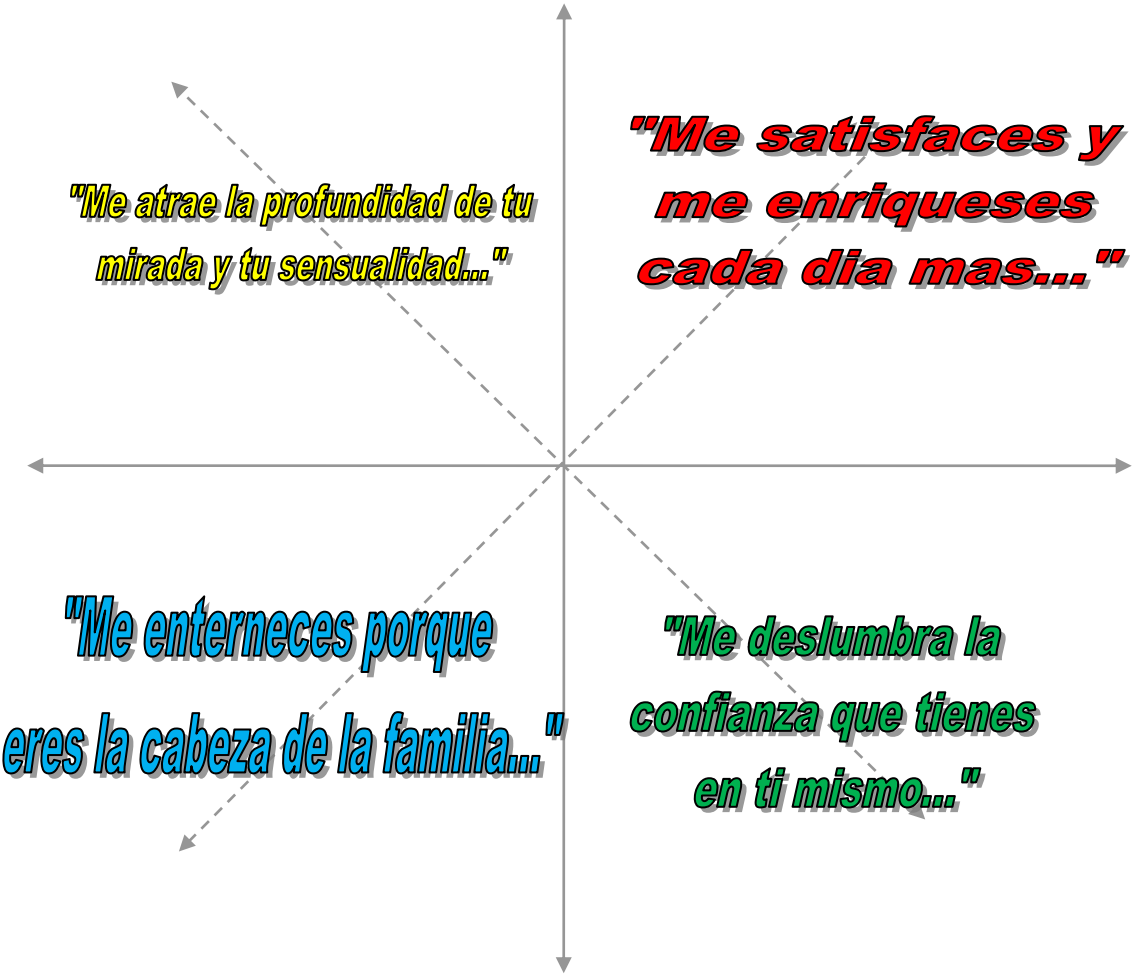 "Me atrae la profundidad de tu
mirada y tu sensualidad..."
"Me satisfaces y
me enriqueses
cada dia mas..."
"Me enterneces porque
eres la cabeza de la familia..."
"Me deslumbra la
confianza que tienes
en ti mismo..."